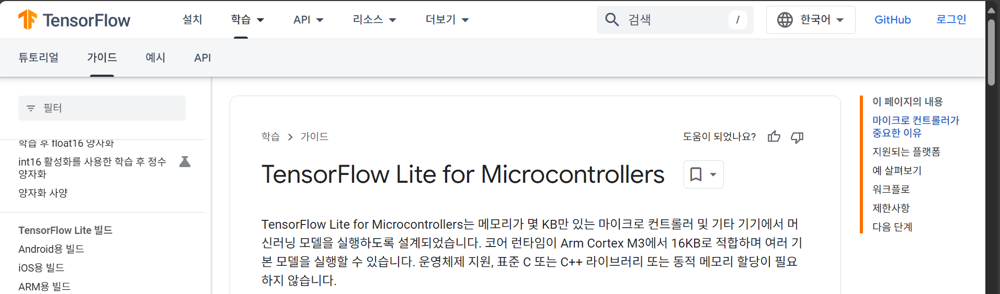 TensorFlow
설치
학습
API
리소스
더보기
검색
/
한국어
GitHub
로그인
튜토리얼
가이드
예시
API
필터
학습 후 float16 양자화
int16 활성화를 사용한 학습 후 정수
양자화
양자화 사양
TensorFlow Lite 빌드
Android용 빌드
iOS용 빌드
ARM용 빌드
학습
가이드
도움이 되었나요?
TensorFlow Lite for Microcontrollers
TensorFlow Lite for Microcontrollers는 메모리가 몇 KB만 있는 마이크로 컨트롤러 및 기타 기기에서 머
신러닝 모델을 실행하도록 설계되었습니다. 코어 런타임이 Arm Cortex M3에서 16KB로 적합하며 여러 기
본 모델을 실행할 수 있습니다. 운영체제 지원, 표준 C 또는 C++ 라이브러리 또는 동적 메모리 할당이 필요
하지 않습니다.
이 페이지의 내용
마이크로 컨트롤러가
중요한 이유
지원되는 플랫폼
예 살펴보기
워크플로
제한사항
다음 단계